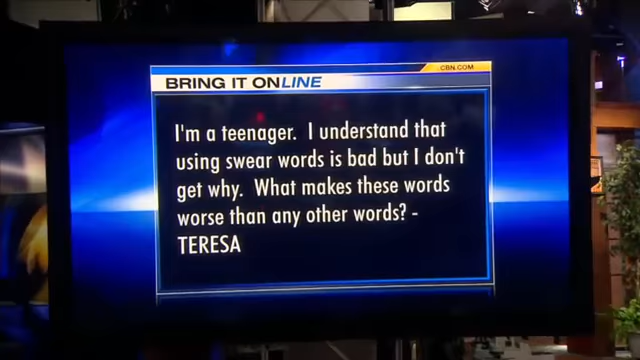 CBN.COM
BRING IT ONLINE
I'm a teenager. I understand that
using swear words is bad but I don't
get why. What makes these words
worse than any other words? -
TERESA